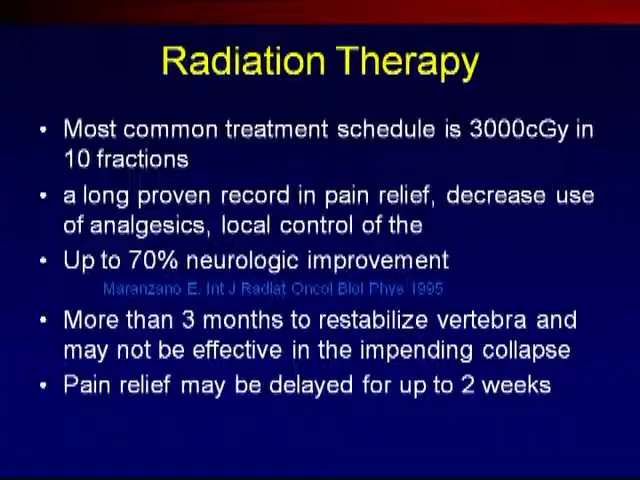 Radiation Therapy
• Most common treatment schedule is 3000cGy in
10 fractions
• a long proven record in pain relief, decrease use
of analgesics, local control of the
• Up to 70% neurologic improvement
Maranzano E. Int J Radiat Oncol Biol Phys 1995
• More than 3 months to restabilize vertebra and
may not be effective in the impending collapse
• Pain relief may be delayed for up to 2 weeks